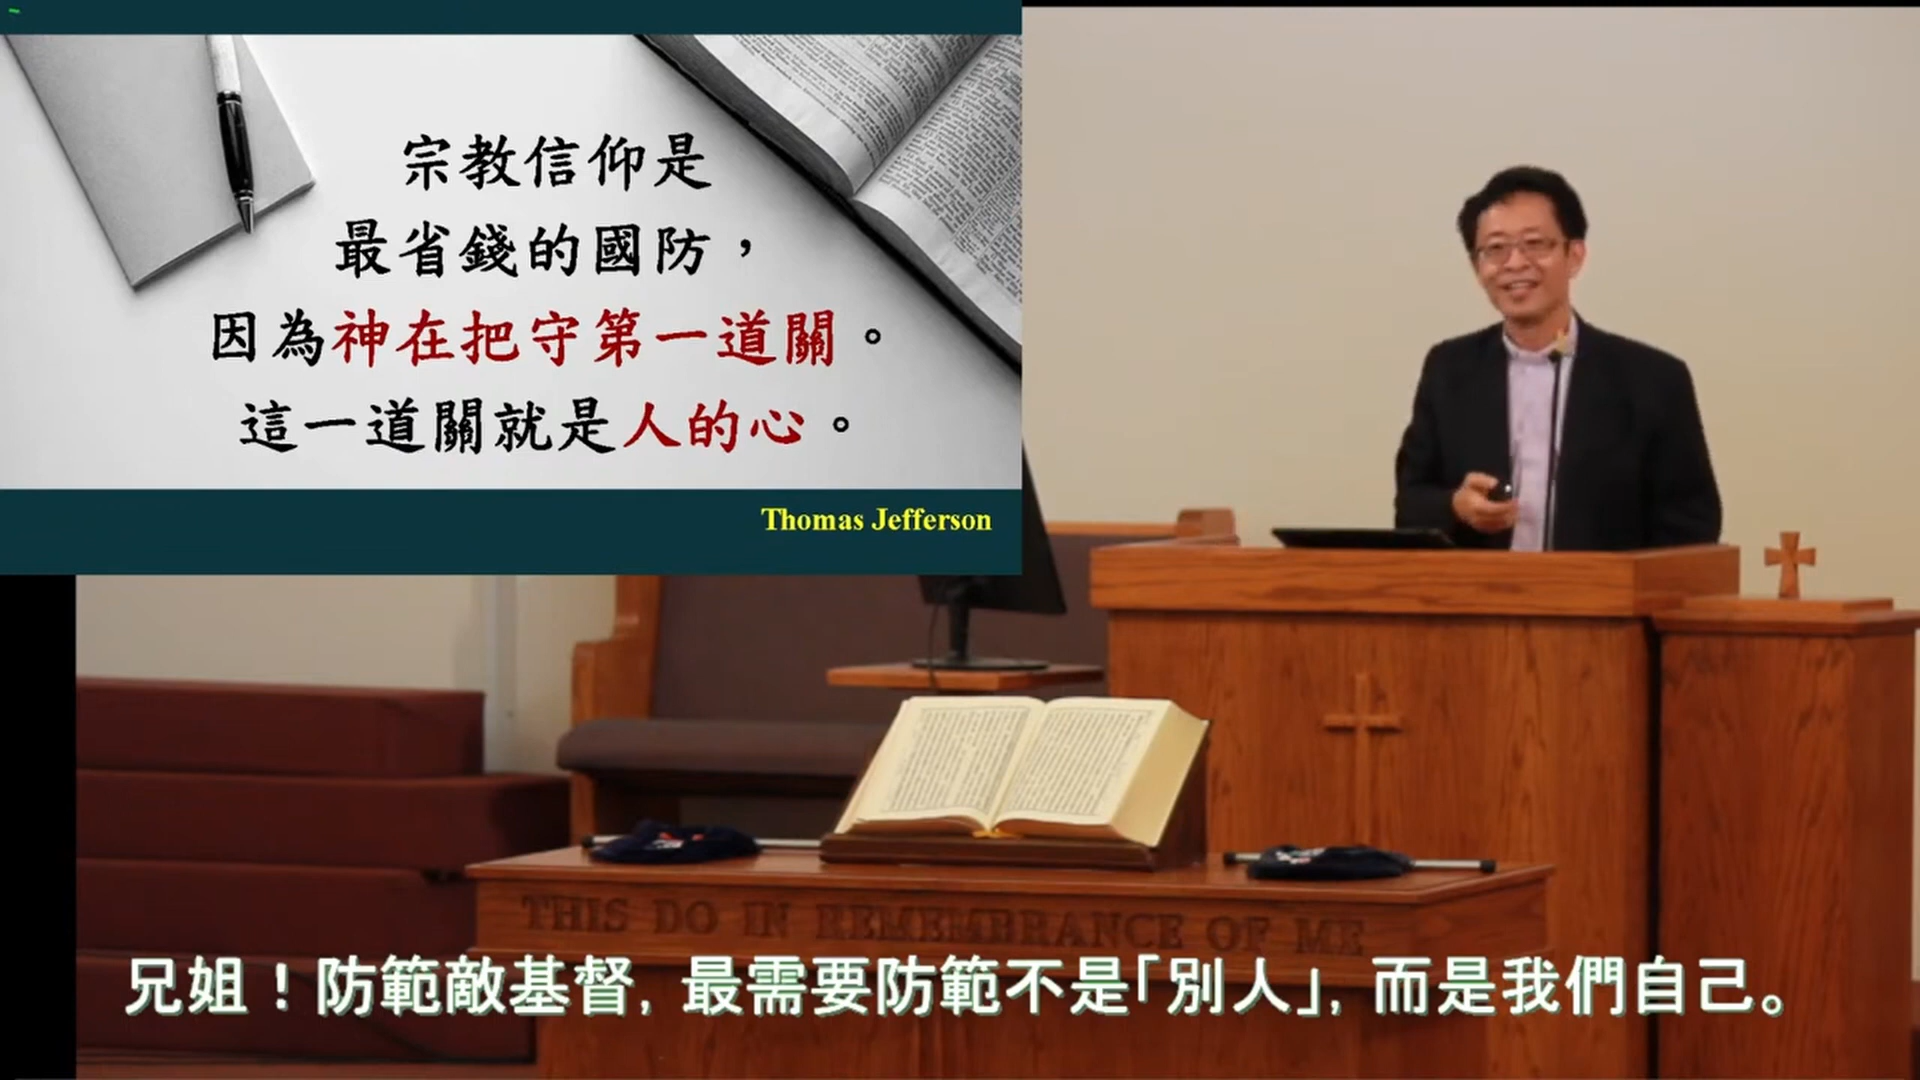 宗教信仰是
最省錢的國防，
因為神在把守第一道關。
這一道關就是人的心。
Thomas Jefferson
THIS DO IN REMEMBRANCE OF ME
兄姐！防範敵基督, 最需要防範不是「別人」, 而是我們自己。